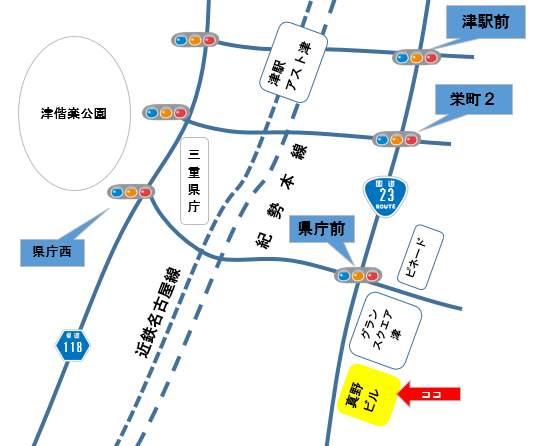 津駅前
津駅
アスト津
津偕楽公園
栄町２
三重県庁
紀勢本線
国道
23
ROUTE
県庁前
県庁西
ピネード
近鉄名古屋線
グラン
スクエア
津
県道
118
真野
ビル
ココ